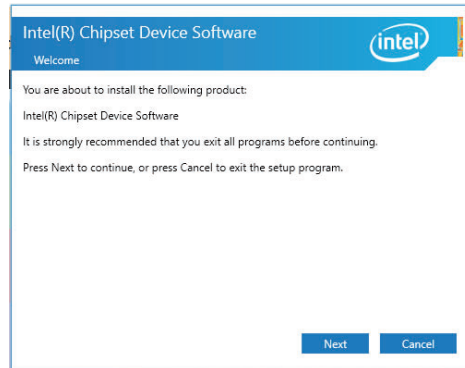 Intel(R) Chipset Device Software
intel
Welcome
You are about to install the following product:
Intel(R) Chipset Device Software
It is strongly recommended that you exit all programs before continuing.
Press Next to continue, or press Cancel to exit the setup program.
Next
Cancel